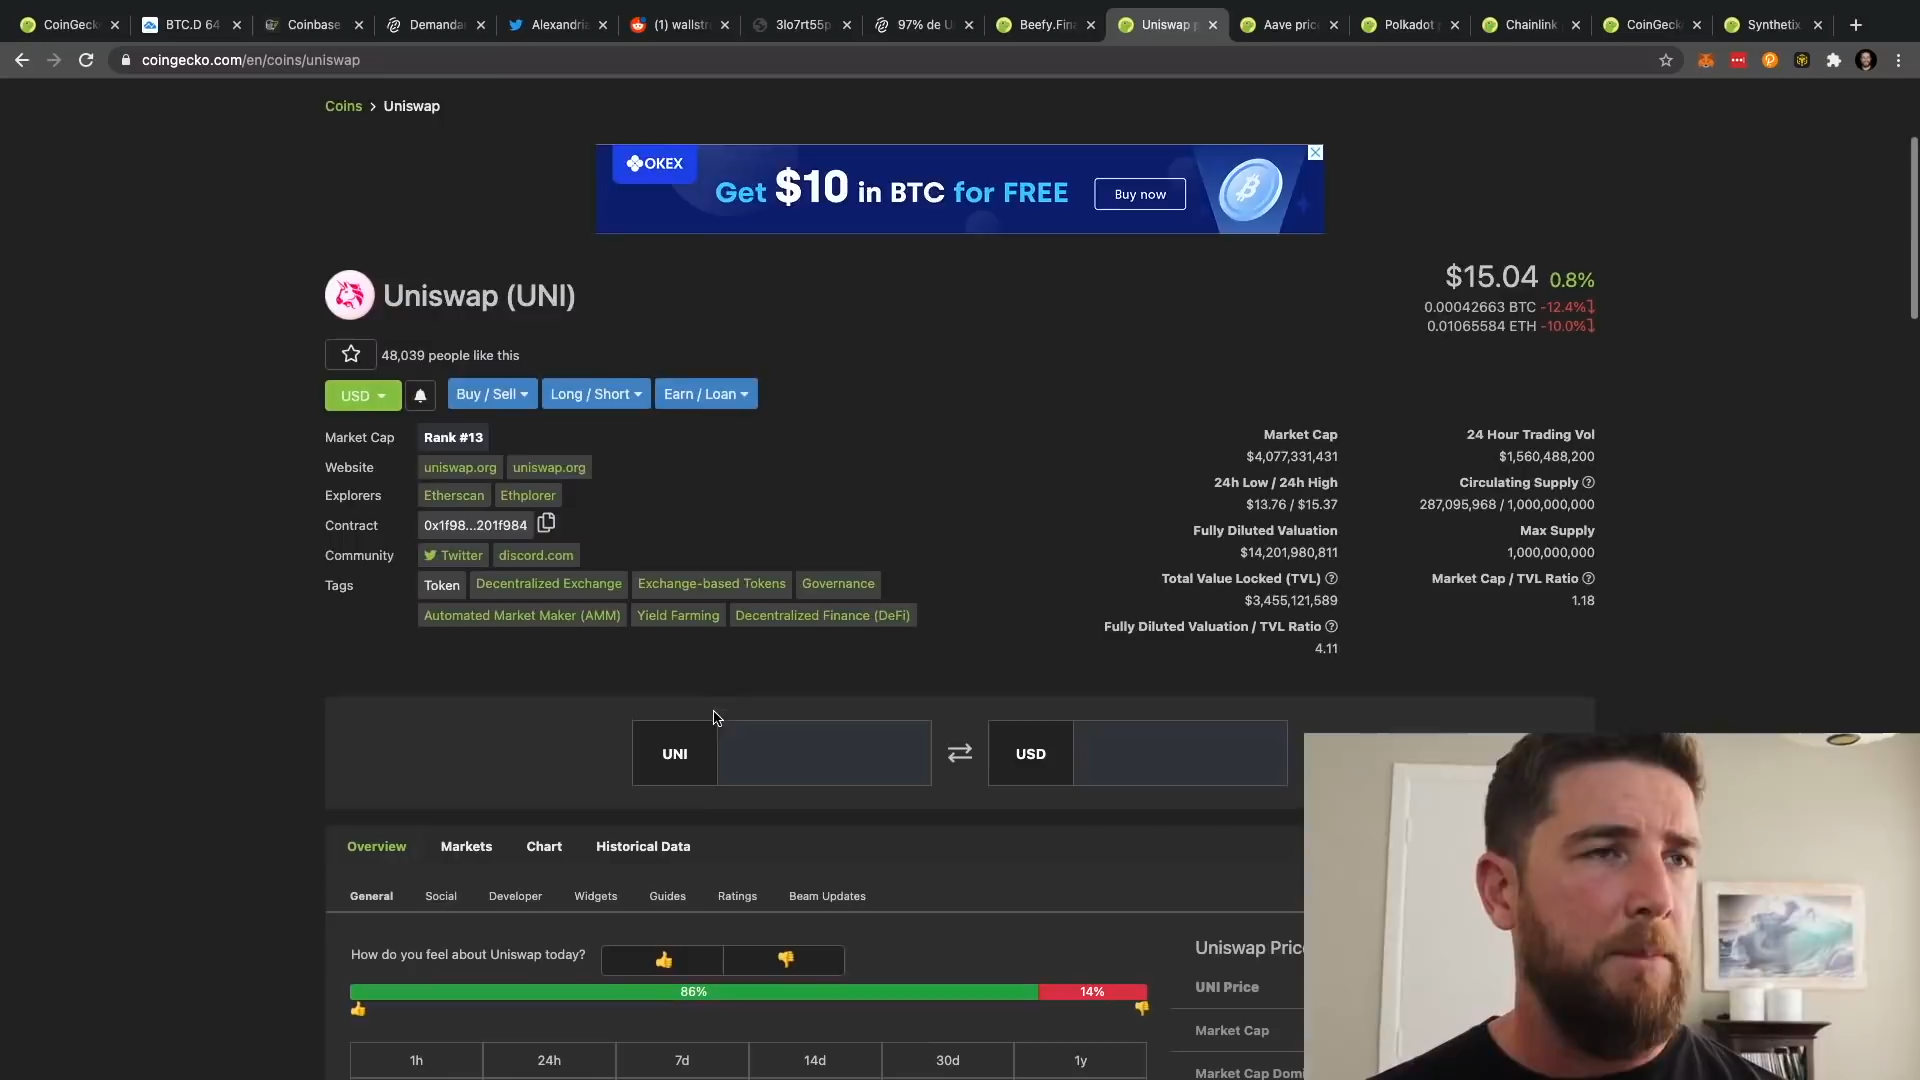 CoinGeck
BTC.D 64
Coinbase
Demanda
Alexandria
(1) wallstr
3lo7rt55p
97% de U
Beefy.Fin
Uniswap p
Aave price
Polkadot
Chainlink
CoinGeck
Synthetix
coingecko.com/en/coins/uniswap
Coins > Uniswap
OKEX
Get $10 in BTC for FREE
Buy now
Uniswap (UNI)
$15.04 0.8%
0.00042663 BTC -12.4%
0.01065584 ETH -10.0%
48,039 people like this
USD
Buy / Sell
Long / Short
Earn / Loan
Market Cap Rank #13
Website uniswap.org uniswap.org
Explorers Etherscan Ethplorer
Contract 0x1f98...201f984
Community Twitter discord.com
Tags Token Decentralized Exchange Exchange-based Tokens Governance
Automated Market Maker (AMM) Yield Farming Decentralized Finance (DeFi)
Market Cap
$4,077,331,431
24h Low / 24h High
$13.76 / $15.37
Fully Diluted Valuation
$14,201,980,811
Total Value Locked (TVL)
$3,455,121,589
Fully Diluted Valuation / TVL Ratio
4.11
24 Hour Trading Vol
$1,560,488,200
Circulating Supply
287,095,968 / 1,000,000,000
Max Supply
1,000,000,000
Market Cap / TVL Ratio
1.18
UNI
USD
Overview Markets Chart Historical Data
General Social Developer Widgets Guides Ratings Beam Updates
How do you feel about Uniswap today?
86% 14%
1h 24h 7d 14d 30d 1y
Uniswap Pric
UNI Price
Market Cap
Market Cap Domi